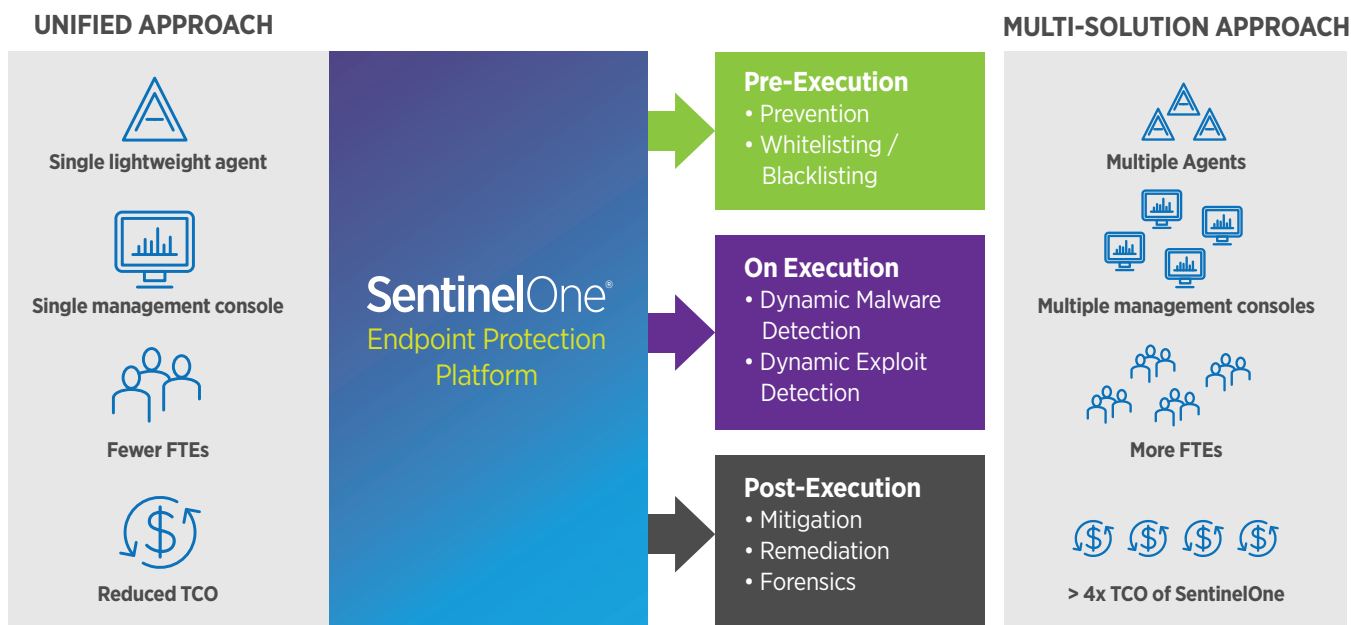 UNIFIED APPROACH
Single lightweight agent
Single management console
Fewer FTEs
Reduced TCO
SentinelOne®
Endpoint Protection
Platform
Pre-Execution
• Prevention
• Whitelisting /
Blacklisting
On Execution
• Dynamic Malware
Detection
• Dynamic Exploit
Detection
Post-Execution
• Mitigation
• Remediation
• Forensics
MULTI-SOLUTION APPROACH
Multiple Agents
Multiple management consoles
More FTEs
> 4x TCO of SentinelOne